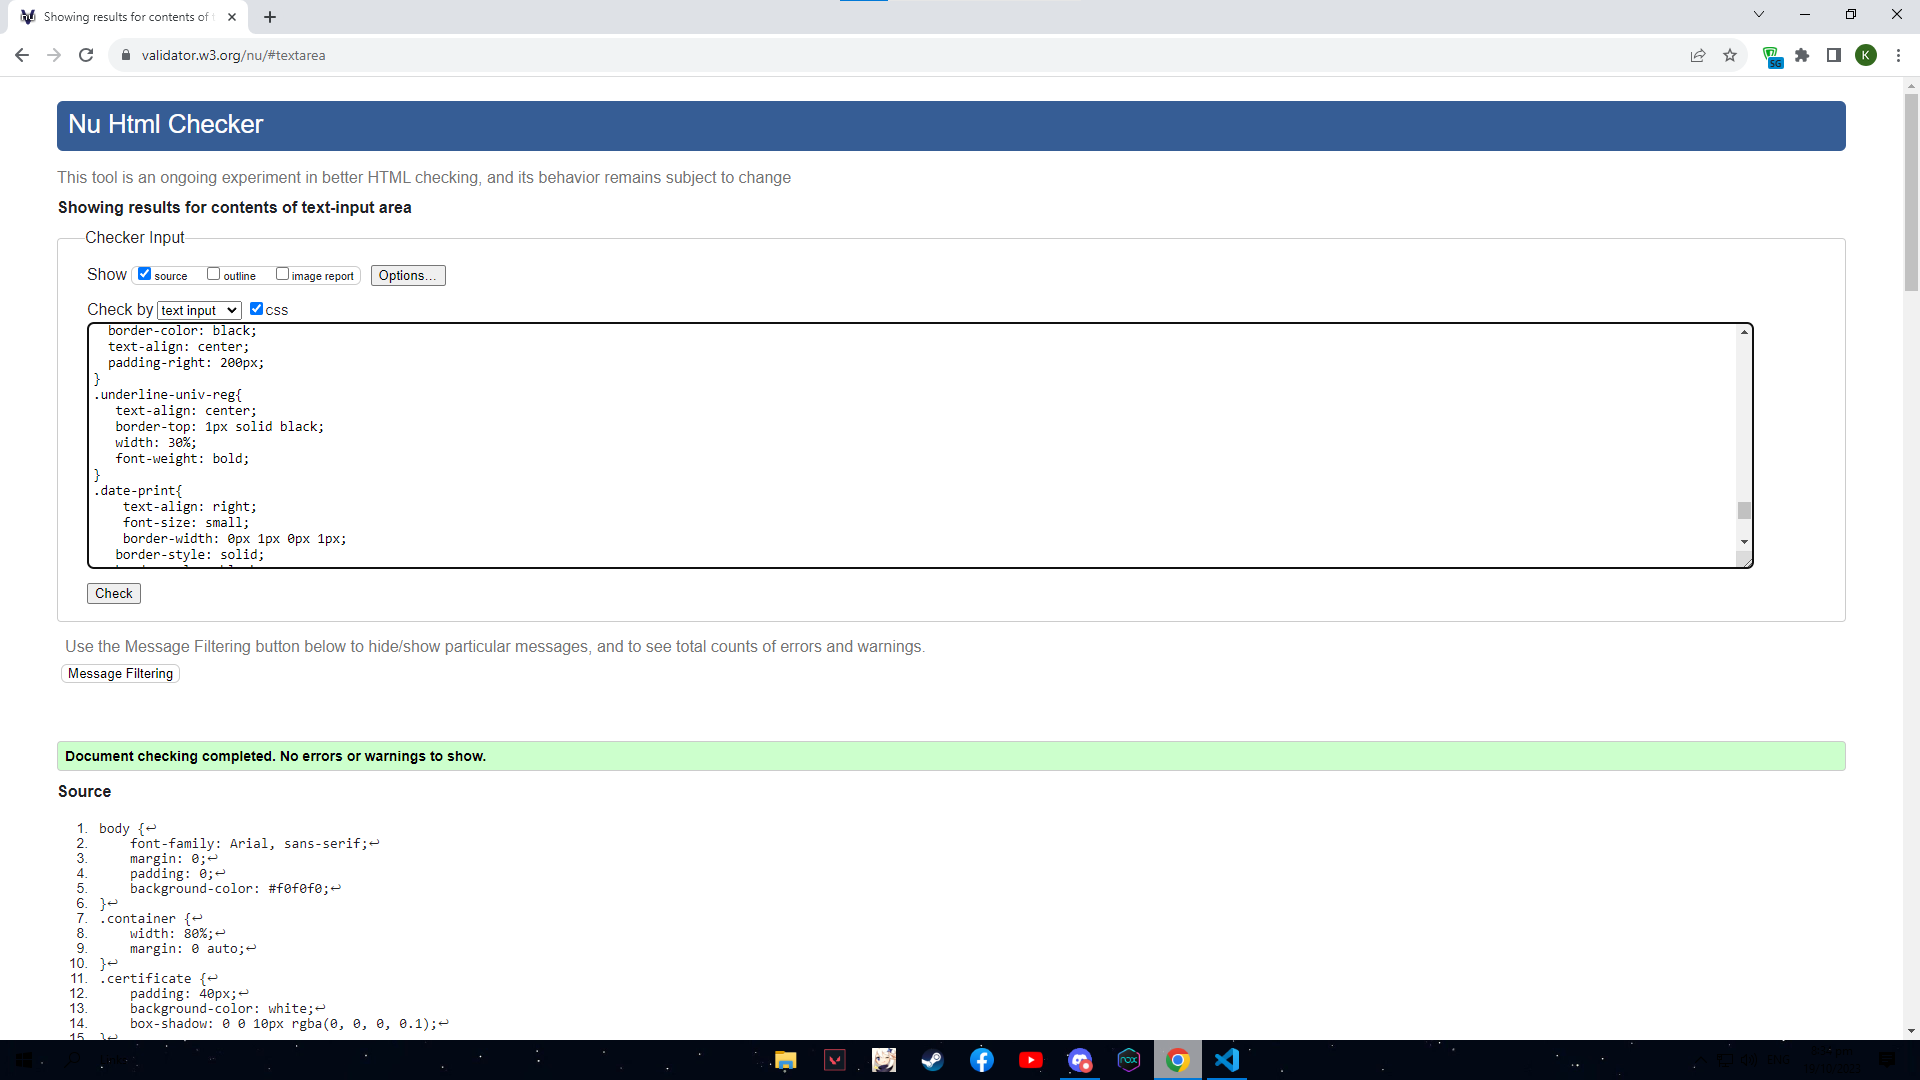 Showing results for contents of t
validator.w3.org/nu/#textarea
SG
K
Nu Html Checker
This tool is an ongoing experiment in better HTML checking, and its behavior remains subject to change
Showing results for contents of text-input area
Checker Input
Show source outline image report Options...
Check by text input css
border-color: black;
text-align: center;
padding-right: 200px;
}
.underline-univ-reg{
text-align: center;
border-top: 1px solid black;
width: 30%;
font-weight: bold;
}
.date-print{
text-align: right;
font-size: small;
border-width: 0px 1px 0px 1px;
border-style: solid;
Check
Use the Message Filtering button below to hide/show particular messages, and to see total counts of errors and warnings.
Message Filtering
Document checking completed. No errors or warnings to show.
Source
1. body {↩
2. font-family: Arial, sans-serif;↩
3. margin: 0;↩
4. padding: 0;↩
5. background-color: #f0f0f0;↩
6. }↩
7. .container {↩
8. width: 80%;↩
9. margin: 0 auto;↩
10. }↩
11. .certificate {↩
12. padding: 40px;↩
13. background-color: white;↩
14. box-shadow: 0 0 10px rgba(0, 0, 0, 0.1);↩
15. }↩